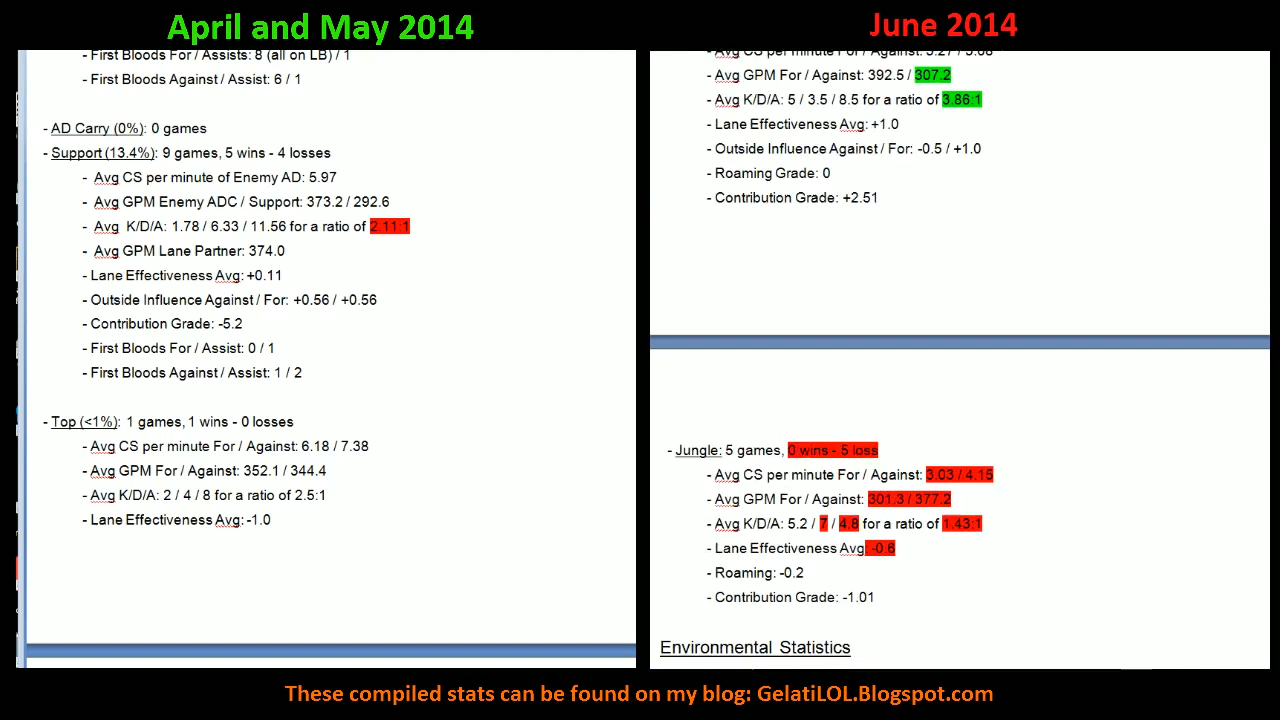 April and May 2014
- First Bloods For / Assists: 8 (all on LB) / 1
- First Bloods Against / Assist: 6 / 1
- AD Carry (0%): 0 games
- Support (13.4%): 9 games, 5 wins - 4 losses
- Avg CS per minute of Enemy AD: 5.97
- Avg GPM Enemy ADC / Support: 373.2 / 292.6
- Avg K/D/A: 1.78 / 6.33 / 11.56 for a ratio of 2.11:1
- Avg GPM Lane Partner: 374.0
- Lane Effectiveness Avg: +0.11
- Outside Influence Against / For: +0.56 / +0.56
- Contribution Grade: -5.2
- First Bloods For / Assist: 0 / 1
- First Bloods Against / Assist: 1 / 2
- Top (<1%): 1 games, 1 wins - 0 losses
- Avg CS per minute For / Against: 6.18 / 7.38
- Avg GPM For / Against: 352.1 / 344.4
- Avg K/D/A: 2 / 4 / 8 for a ratio of 2.5:1
- Lane Effectiveness Avg: -1.0
June 2014
- Avg CS per minute For / Against:
- Avg GPM For / Against: 392.5 / 307.2
- Avg K/D/A: 5 / 3.5 / 8.5 for a ratio of 3.86:1
- Lane Effectiveness Avg: +1.0
- Outside Influence Against / For: -0.5 / +1.0
- Roaming Grade: 0
- Contribution Grade: +2.51
- Jungle: 5 games, 0 wins - 5 loss
- Avg CS per minute For / Against: 3.03 / 4.15
- Avg GPM For / Against: 301.3 / 377.2
- Avg K/D/A: 5.2 / 7 / 4.8 for a ratio of 1.43:1
- Lane Effectiveness Avg: -0.6
- Roaming: -0.2
- Contribution Grade: -1.01
Environmental Statistics
These compiled stats can be found on my blog: GelatiLOL.Blogspot.com